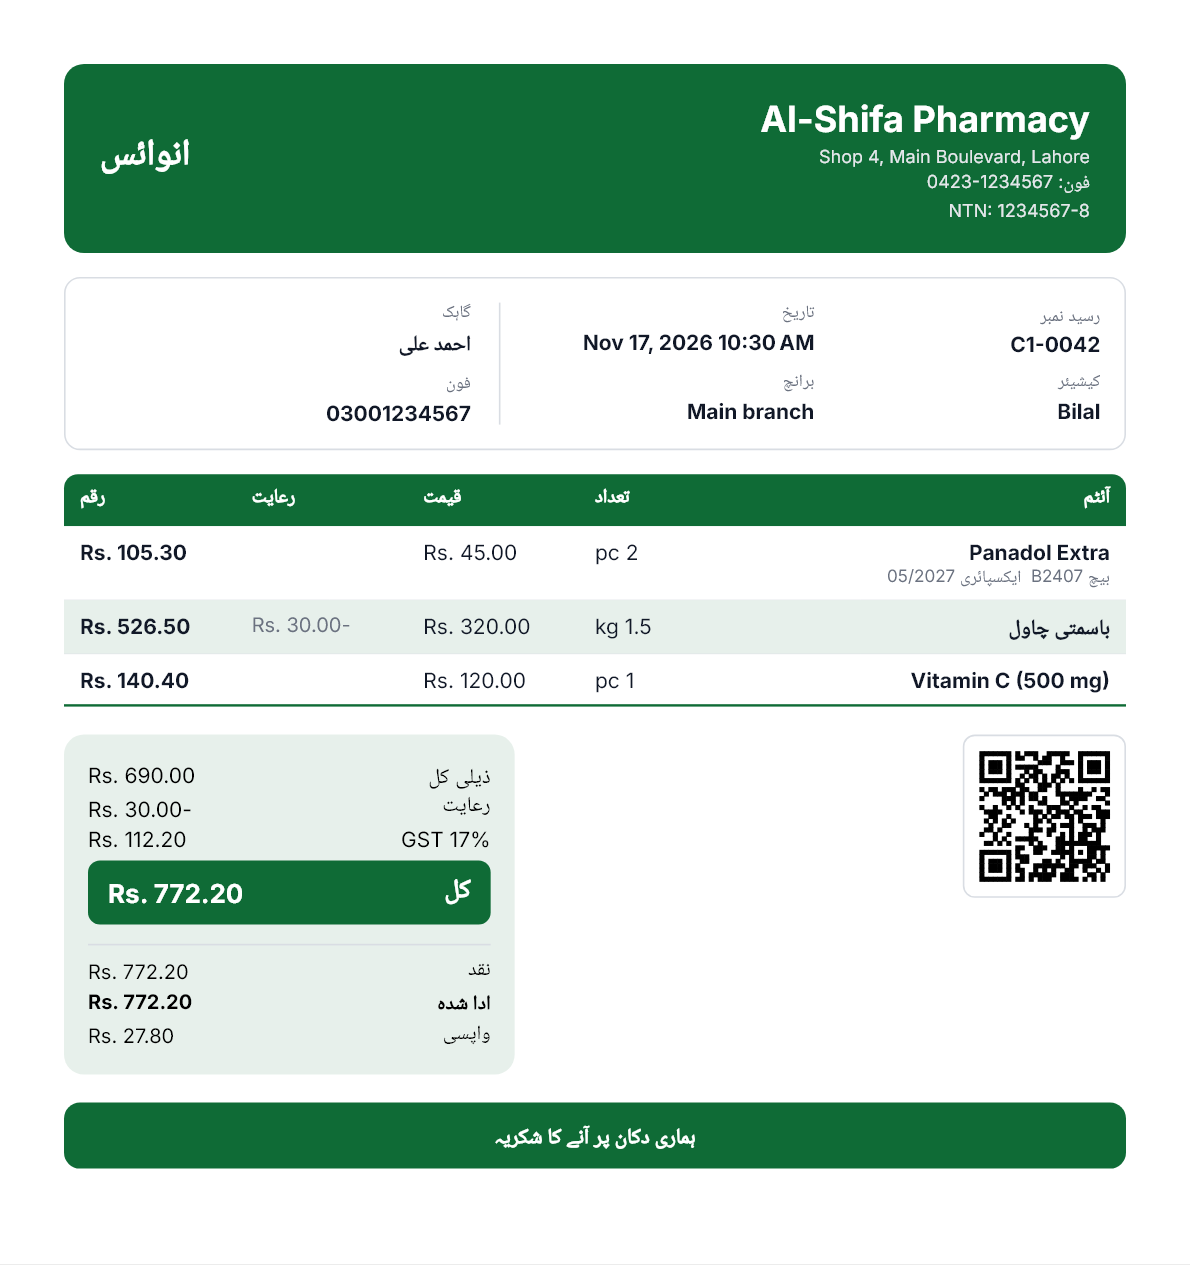 Al-Shifa Pharmacy
Shop 4, Main Boulevard, Lahore
فون: 0423-1234567
NTN: 1234567-8
انوائس
رسید نمبر
C1-0042
تاریخ
Nov 17, 2026 10:30 AM
گاہک
احمد علی
کیشیئر
Bilal
برانچ
Main branch
فون
03001234567
آئٹم تعداد قیمت رعایت رقم
Panadol Extra pc 2 Rs. 45.00 Rs. 105.30
بیچ B2407 ایکسپائری 05/2027
باسمتی چاول kg 1.5 Rs. 320.00 Rs. 30.00- Rs. 526.50
Vitamin C (500 mg) pc 1 Rs. 120.00 Rs. 140.40
ذیلی کل Rs. 690.00
رعایت Rs. 30.00-
GST 17% Rs. 112.20
کل Rs. 772.20
نقد Rs. 772.20
ادا شدہ Rs. 772.20
واپسی Rs. 27.80
ہماری دکان پر آنے کا شکریہ